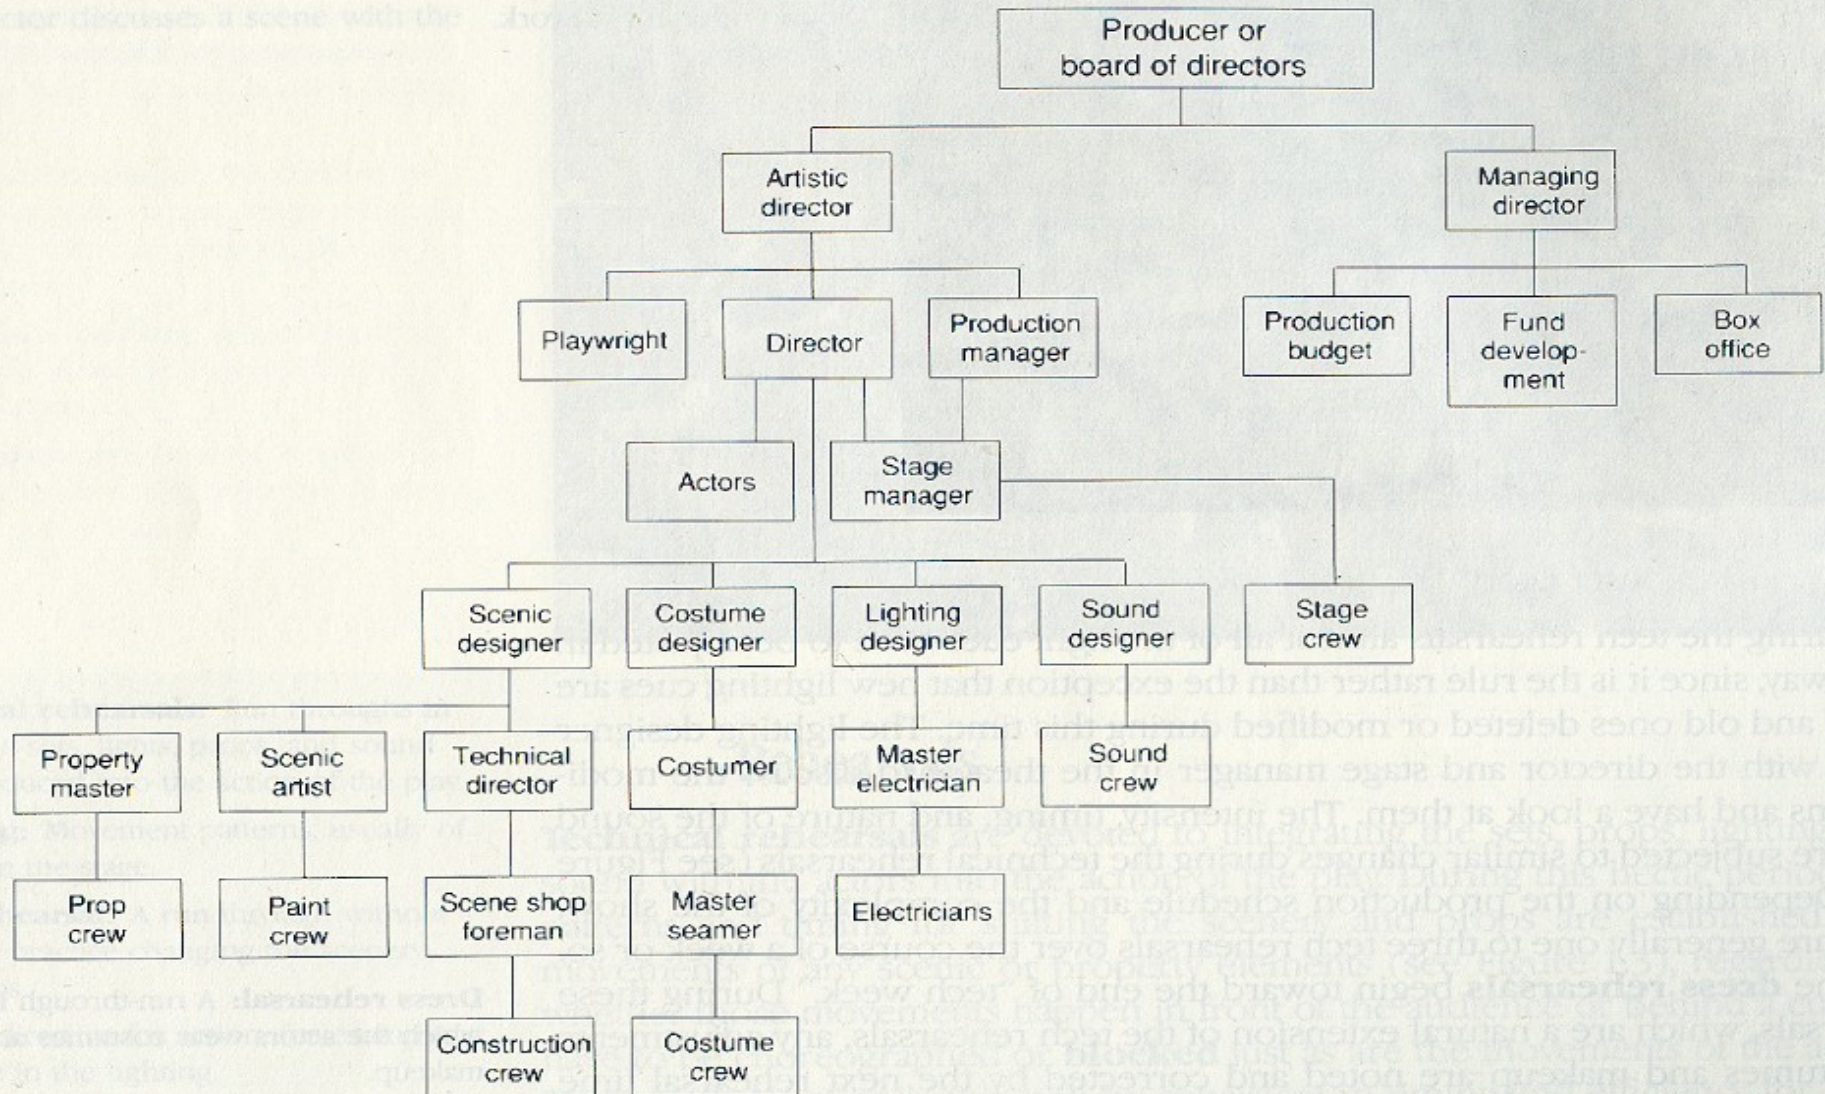 Producer or
board of directors
Artistic
director
Managing
director
Playwright
Director
Production
manager
Production
budget
Fund
develop-
ment
Box
office
Actors
Stage
manager
Scenic
designer
Costume
designer
Lighting
designer
Sound
designer
Stage
crew
Property
master
Scenic
artist
Technical
director
Costumer
Master
electrician
Sound
crew
Prop
crew
Paint
crew
Scene shop
foreman
Master
seamer
Electricians
Construction
crew
Costume
crew